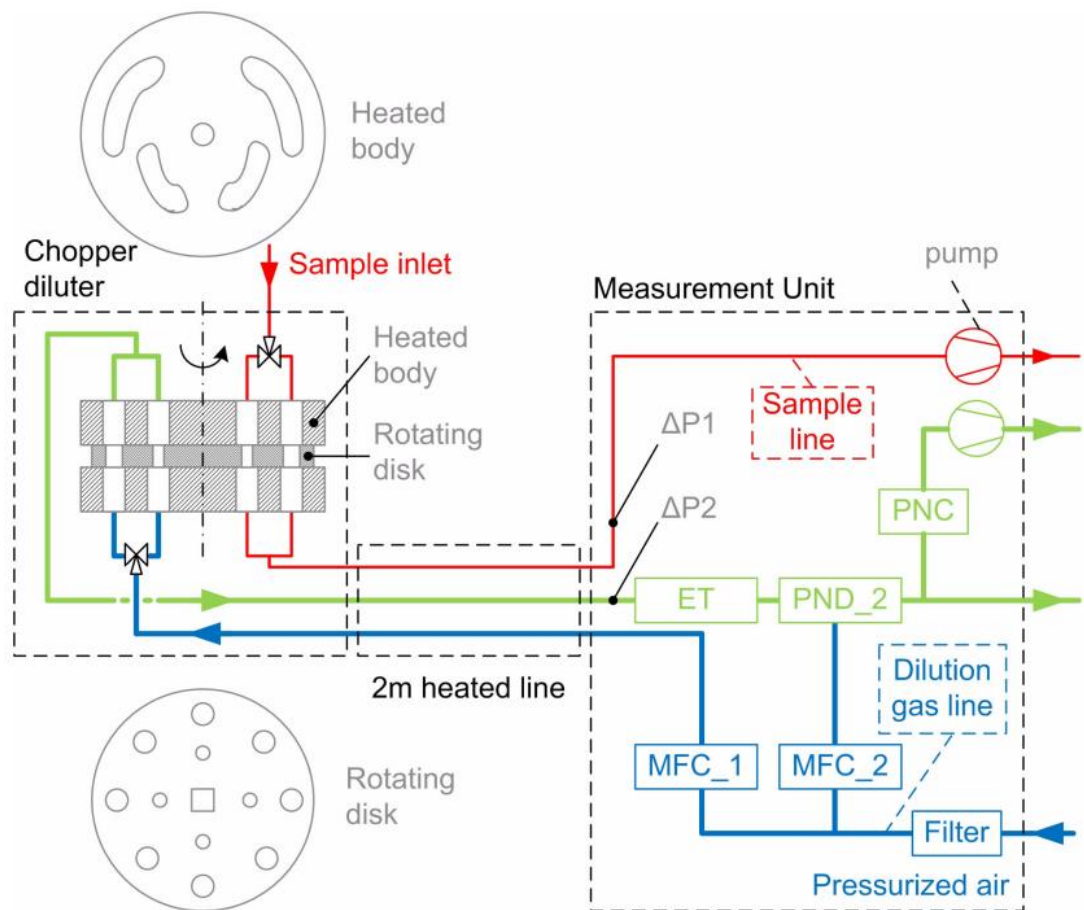 Heated
body
Chopper
diluter
Sample inlet
pump
Measurement Unit
Heated
body
Sample
line
Rotating
disk
ΔP1
ΔP2
PNC
ET
PND_2
2m heated line
Dilution
gas line
MFC_1
MFC_2
Rotating
disk
Filter
Pressurized air